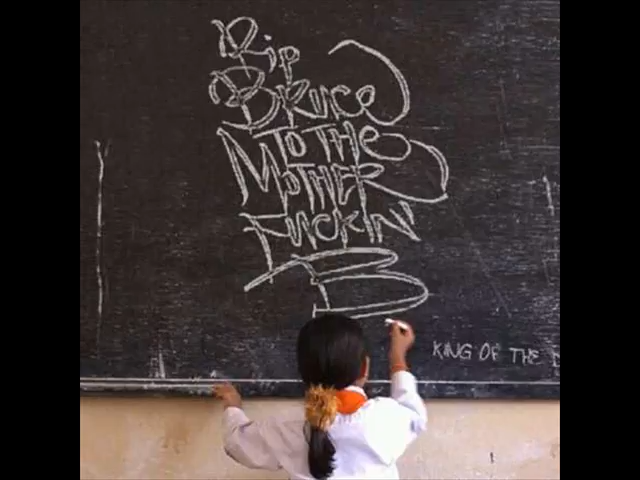 Rip
Bruce
To The
Mother
Fuckin'
B
KING OF THE